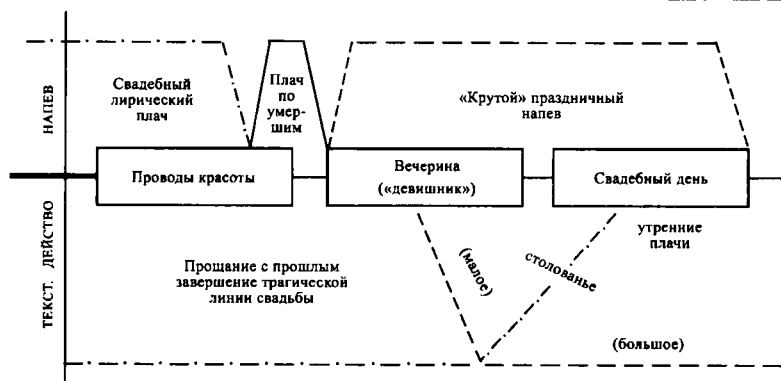 НАПЕВ
Свадебный
лирический
плач
Плач
по
умер-
шим
«Крутой» праздничный
напев
Проводы красоты
Вечерина
(«девишник»)
Свадебный день
ТЕКСТ. ДЕЙСТВО
Прощание с прошлым
завершение трагической
линии свадьбы
(малое)
столованье
утренние
плачи
(большое)